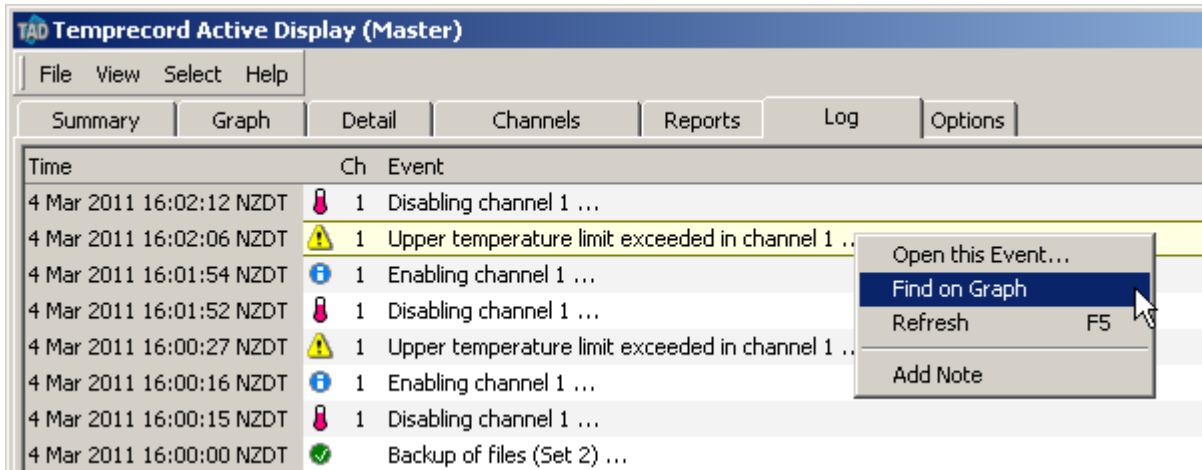 TAD Temprecord Active Display (Master)
File View Select Help
Summary Graph Detail Channels Reports Log Options
Time Ch Event
4 Mar 2011 16:02:12 NZDT 1 Disabling channel 1 ...
4 Mar 2011 16:02:06 NZDT 1 Upper temperature limit exceeded in channel 1 ..
4 Mar 2011 16:01:54 NZDT 1 Enabling channel 1 ...
4 Mar 2011 16:01:52 NZDT 1 Disabling channel 1 ...
4 Mar 2011 16:00:27 NZDT 1 Upper temperature limit exceeded in channel 1 ..
4 Mar 2011 16:00:16 NZDT 1 Enabling channel 1 ...
4 Mar 2011 16:00:15 NZDT 1 Disabling channel 1 ...
4 Mar 2011 16:00:00 NZDT Backup of files (Set 2) ...
Open this Event...
Find on Graph
Refresh F5
Add Note